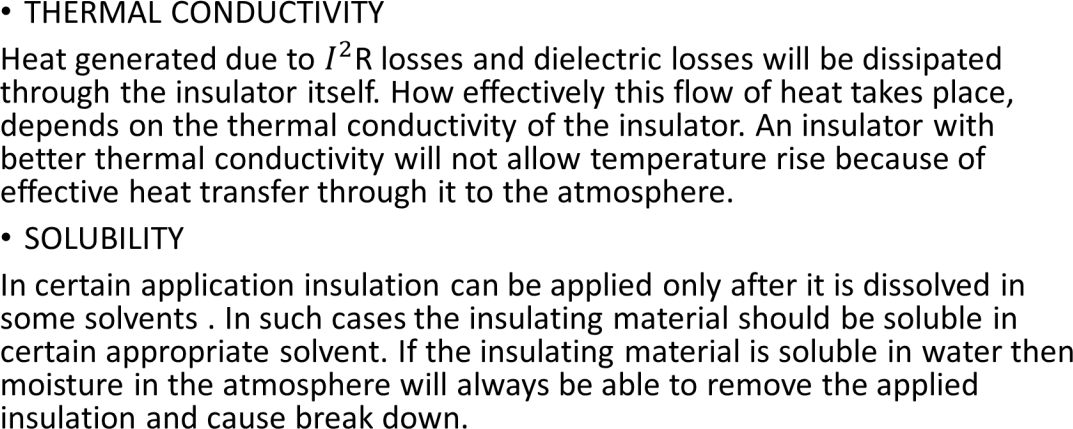 • THERMAL CONDUCTIVITY
Heat generated due to 𝐼²R losses and dielectric losses will be dissipated
through the insulator itself. How effectively this flow of heat takes place,
depends on the thermal conductivity of the insulator. An insulator with
better thermal conductivity will not allow temperature rise because of
effective heat transfer through it to the atmosphere.
• SOLUBILITY
In certain application insulation can be applied only after it is dissolved in
some solvents . In such cases the insulating material should be soluble in
certain appropriate solvent. If the insulating material is soluble in water then
moisture in the atmosphere will always be able to remove the applied
insulation and cause break down.